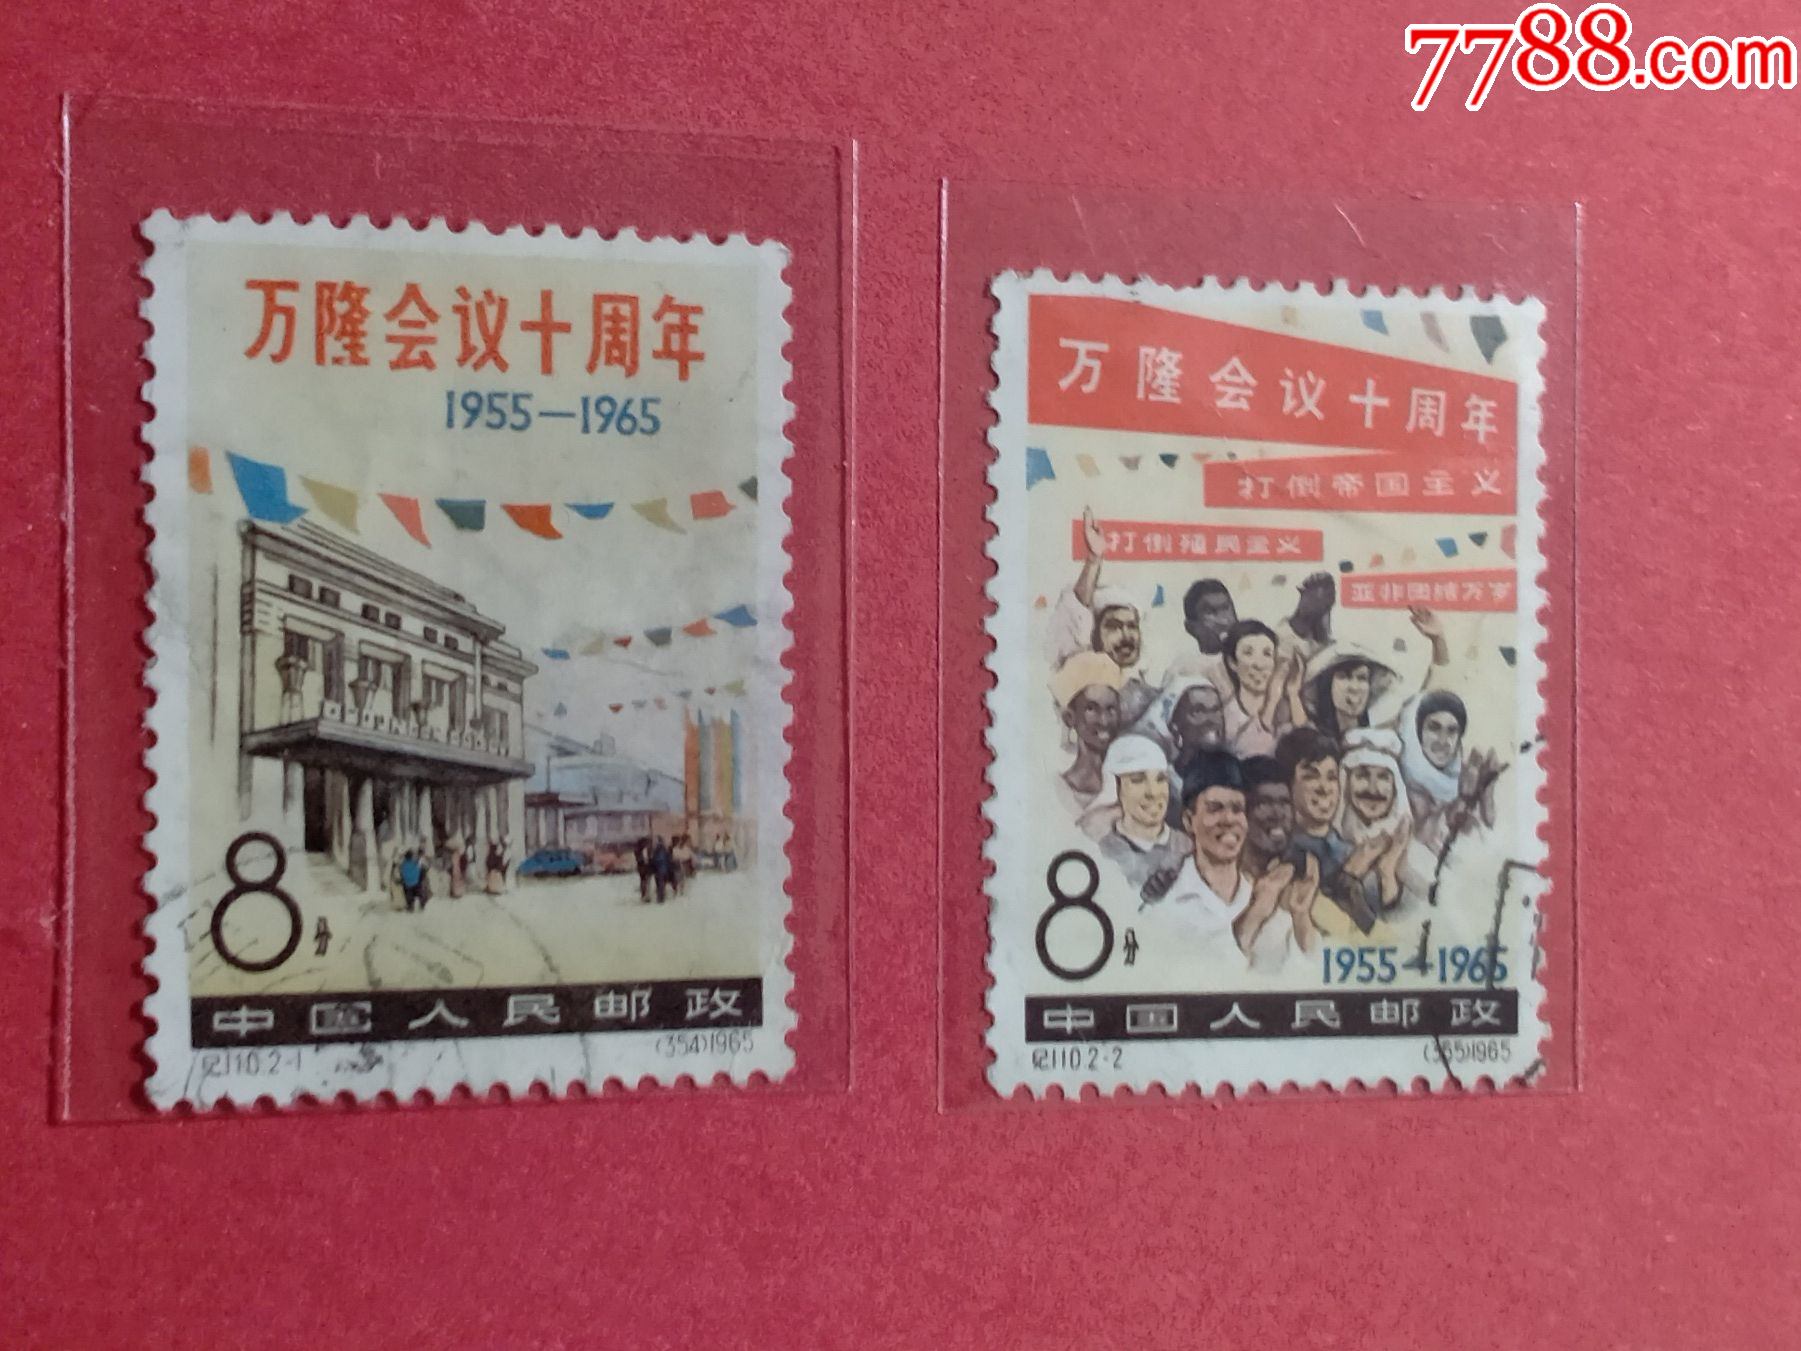 7788.com
万隆会议十周年
1955—1965
8分
中国人民邮政
纪110.2-1
(354)1965
万隆会议十周年
打倒帝国主义
打倒殖民主义
亚非团结万岁
8分
1955—1965
中国人民邮政
纪110.2-2
(355)1965